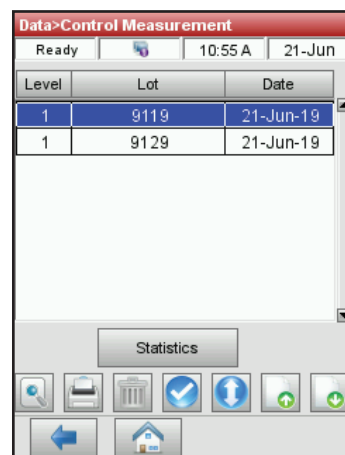 Data>Control Measurement
Ready 10:55 A 21-Jun
Level Lot Date
1 9119 21-Jun-19
1 9129 21-Jun-19
Statistics